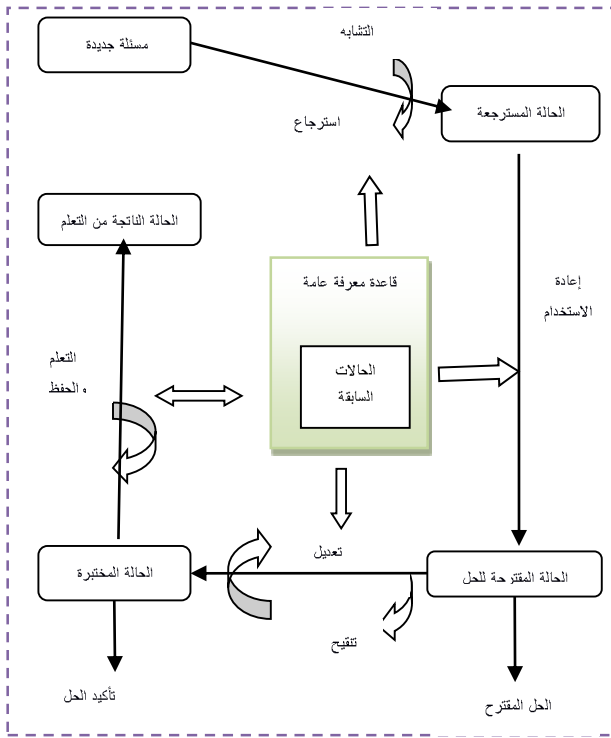 التشابه
مسئلة جديدة
الحالة المسترجعة
استرجاع
الحالة الناتجة من التعلم
قاعدة معرفة عامة
إعادة
الاستخدام
الحالات
السابقة
التعلم
والحفظ
تعديل
الحالة المختبرة
الحالة المقترحة للحل
تنقيح
تأكيد الحل
الحل المقترح